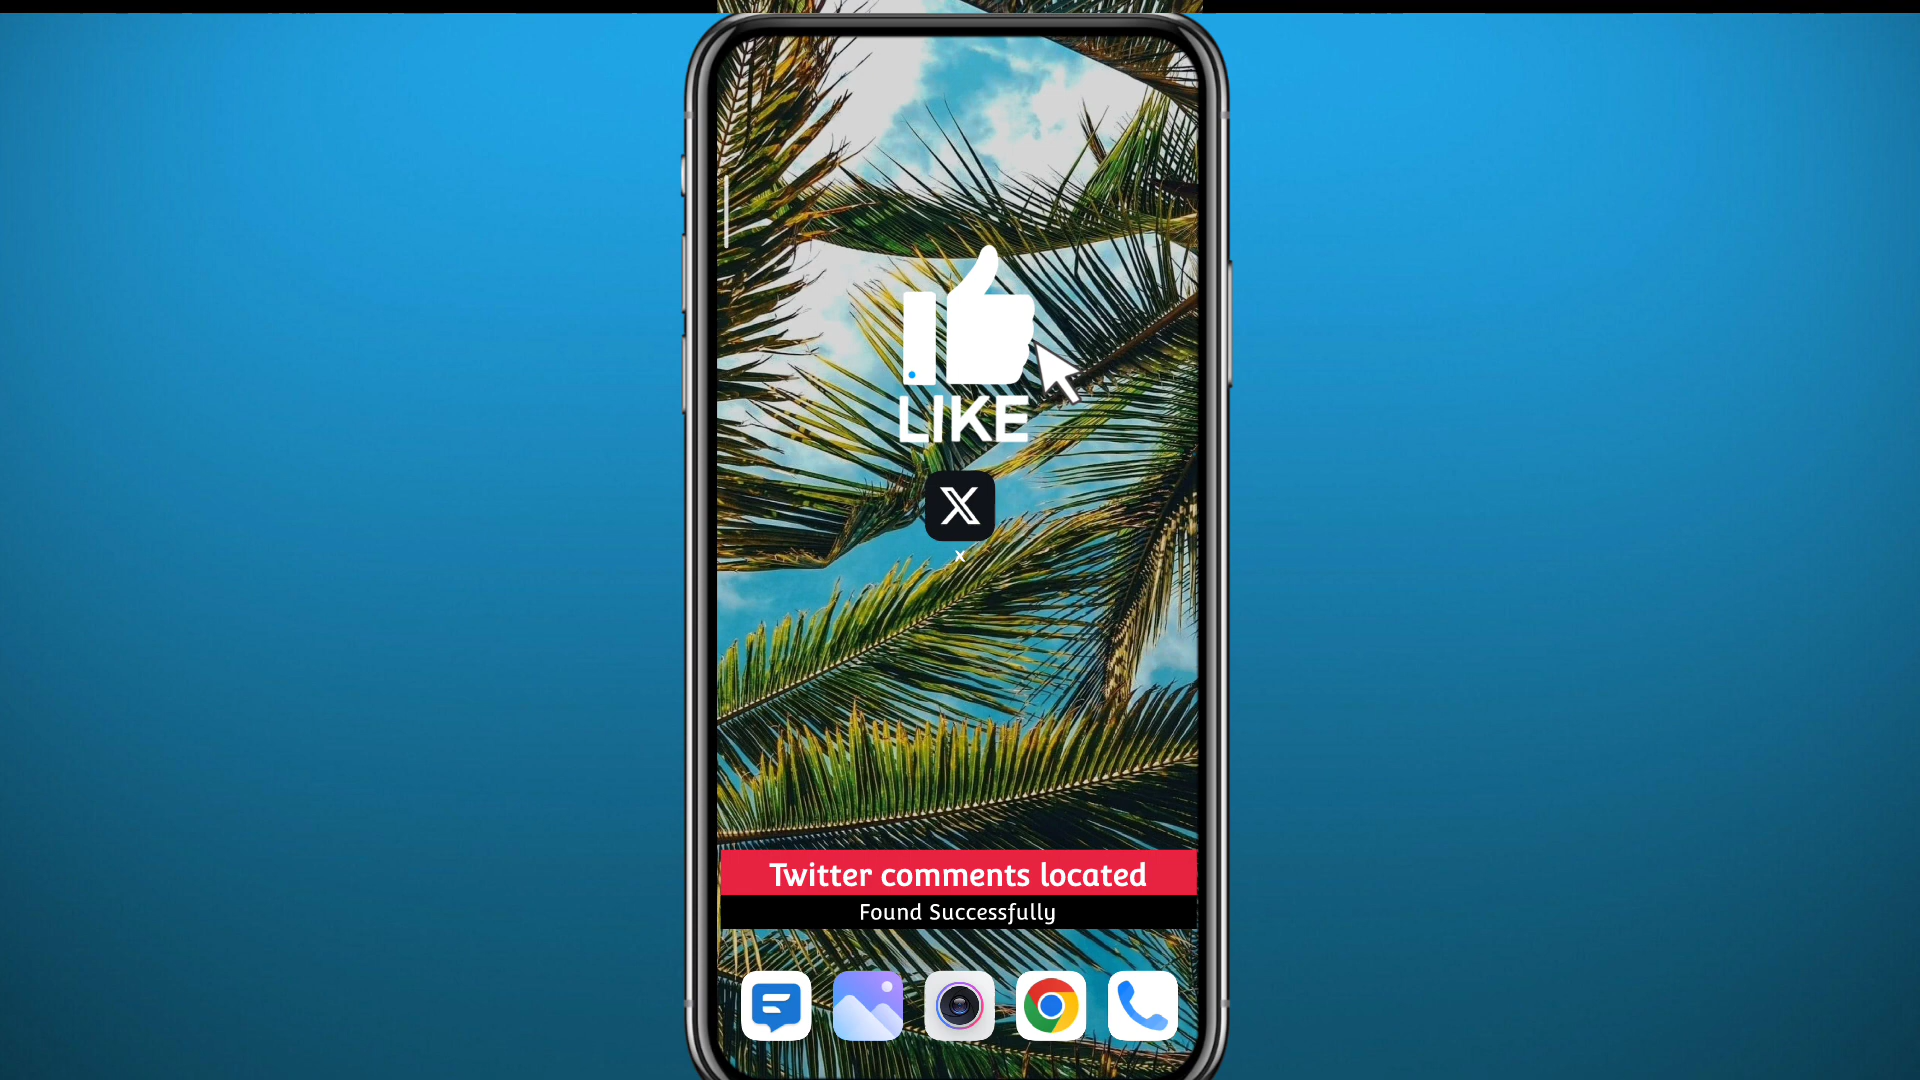 LIKE
X
X
Twitter comments located
Found Successfully